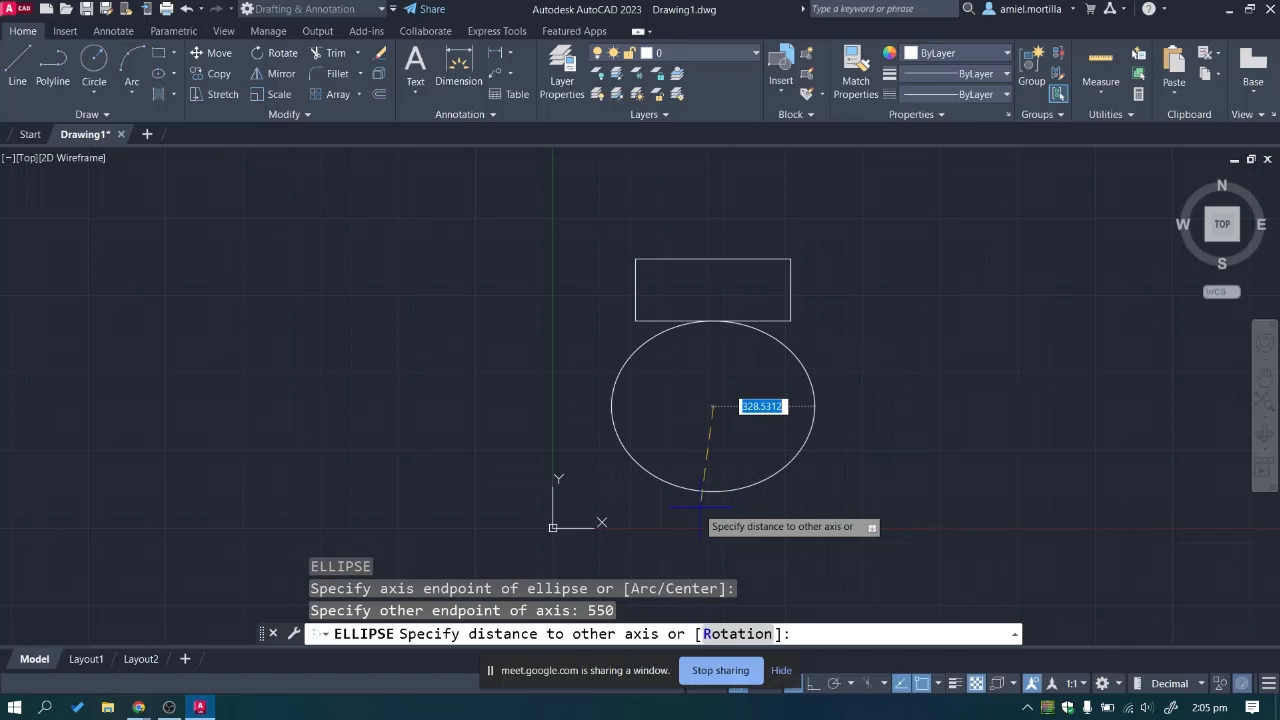 CAD Drafting & Annotation Share Autodesk AutoCAD 2023 Drawing1.dwg Type a keyword or phrase amiel.mortilla
Home Insert Annotate Parametric View Manage Output Add-ins Collaborate Express Tools Featured Apps
Line Polyline Circle Arc Move Rotate Trim Text Dimension Layer Properties 0 Insert Match Properties ByLayer Group Measure Paste Base
Copy Mirror Fillet ByLayer
Stretch Scale Array Table ByLayer
Draw Modify Annotation Layers Block Properties Groups Utilities Clipboard View
Start Drawing1*
[−][Top][2D Wireframe]
N
W TOP E
S
WCS
328.5312
Y
X
Specify distance to other axis or
ELLIPSE
Specify axis endpoint of ellipse or [Arc/Center]:
Specify other endpoint of axis: 550
ELLIPSE Specify distance to other axis or [Rotation]:
Model Layout1 Layout2
meet.google.com is sharing a window. Stop sharing Hide
1:1 Decimal
2:05 pm